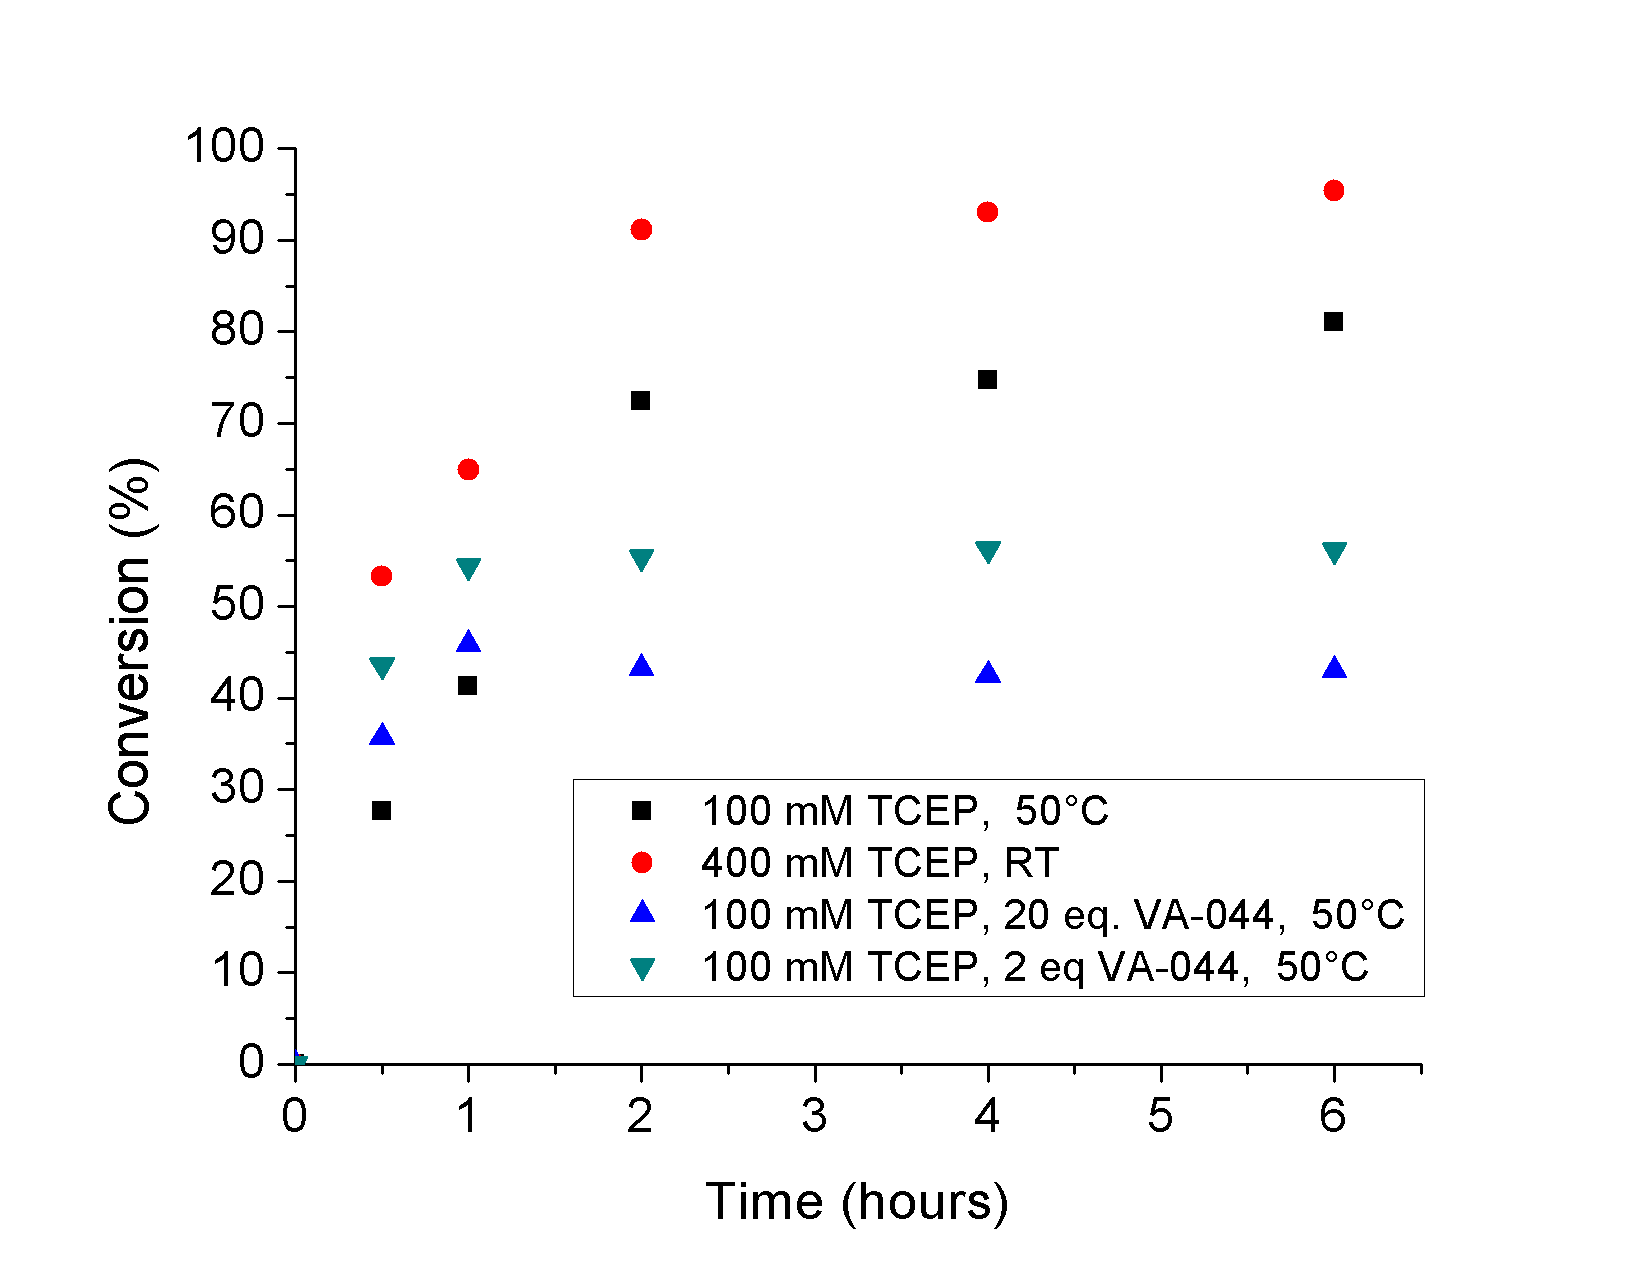 100
90
80
70
60
50
40
30
20
10
0
Conversion (%)
100 mM TCEP,  50°C
400 mM TCEP, RT
100 mM TCEP, 20 eq. VA-044,  50°C
100 mM TCEP, 2 eq VA-044,  50°C
0 1 2 3 4 5 6
Time (hours)